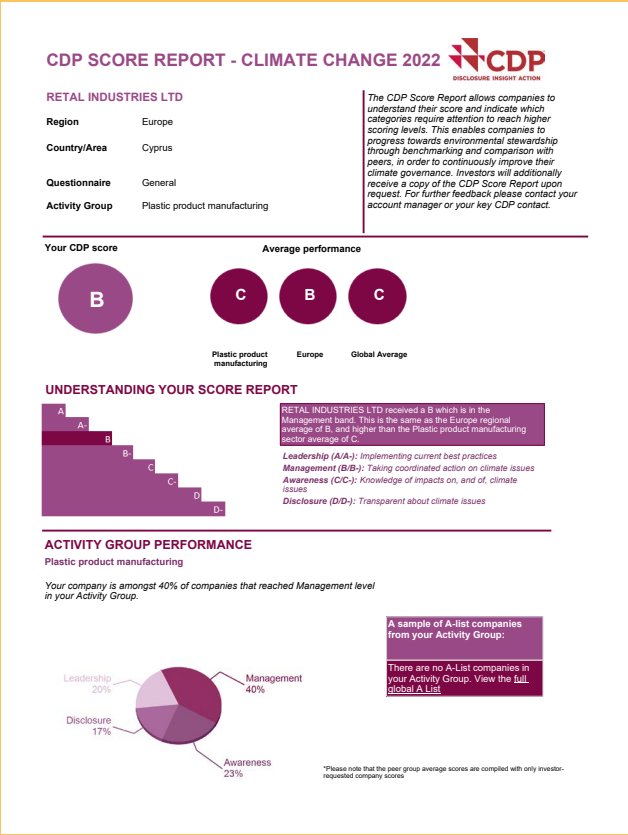 CDP SCORE REPORT - CLIMATE CHANGE 2022
CDP
DISCLOSURE INSIGHT ACTION
RETAL INDUSTRIES LTD
Region Europe
Country/Area Cyprus
Questionnaire General
Activity Group Plastic product manufacturing
The CDP Score Report allows companies to
understand their score and indicate which
categories require attention to reach higher
scoring levels. This enables companies to
progress towards environmental stewardship
through benchmarking and comparison with
peers, in order to continuously improve their
climate governance. Investors will additionally
receive a copy of the CDP Score Report upon
request. For further feedback please contact your
account manager or your key CDP contact.
Your CDP score
Average performance
B
C B C
Plastic product
manufacturing
Europe
Global Average
UNDERSTANDING YOUR SCORE REPORT
A
A-
B
B-
C
C-
D
D-
RETAL INDUSTRIES LTD received a B which is in the
Management band. This is the same as the Europe regional
average of B, and higher than the Plastic product manufacturing
sector average of C.
Leadership (A/A-): Implementing current best practices
Management (B/B-): Taking coordinated action on climate issues
Awareness (C/C-): Knowledge of impacts on, and of, climate
issues
Disclosure (D/D-): Transparent about climate issues
ACTIVITY GROUP PERFORMANCE
Plastic product manufacturing
Your company is amongst 40% of companies that reached Management level
in your Activity Group.
Leadership
20%
Management
40%
Disclosure
17%
Awareness
23%
A sample of A-list companies
from your Activity Group:
There are no A-List companies in
your Activity Group. View the full
global A List
*Please note that the peer group average scores are compiled with only investor-
requested company scores